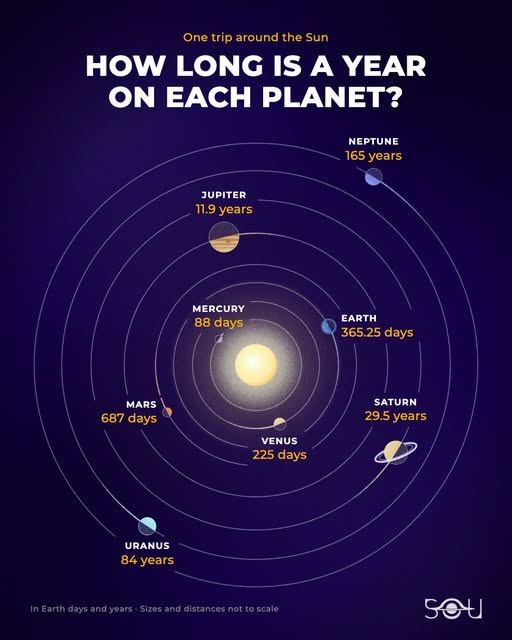 One trip around the Sun
HOW LONG IS A YEAR
ON EACH PLANET?
NEPTUNE
165 years
JUPITER
11.9 years
MERCURY
88 days
EARTH
365.25 days
MARS
687 days
SATURN
29.5 years
VENUS
225 days
URANUS
84 years
In Earth days and years · Sizes and distances not to scale
SOU